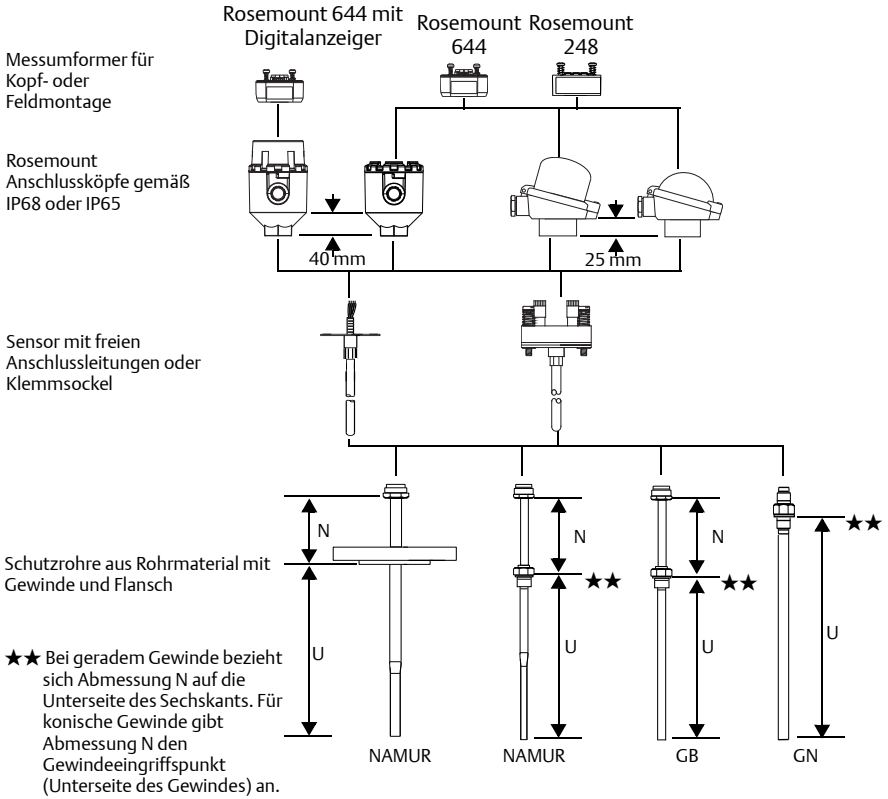 Rosemount 644 mit
Digitalanzeiger
Rosemount
644
Rosemount
248
Messumformer für
Kopf- oder
Feldmontage
Rosemount
Anschlussköpfe gemäß
IP68 oder IP65
40 mm
25 mm
Sensor mit freien
Anschlussleitungen oder
Klemmsockel
N
N
N
★★
Schutzrohre aus Rohrmaterial mit
Gewinde und Flansch
★★
★★
U
U
U
U
★★ Bei geradem Gewinde bezieht
sich Abmessung N auf die
Unterseite des Sechskants. Für
konische Gewinde gibt
Abmessung N den
Gewindeeingriffspunkt
(Unterseite des Gewindes) an.
NAMUR
NAMUR
GB
GN